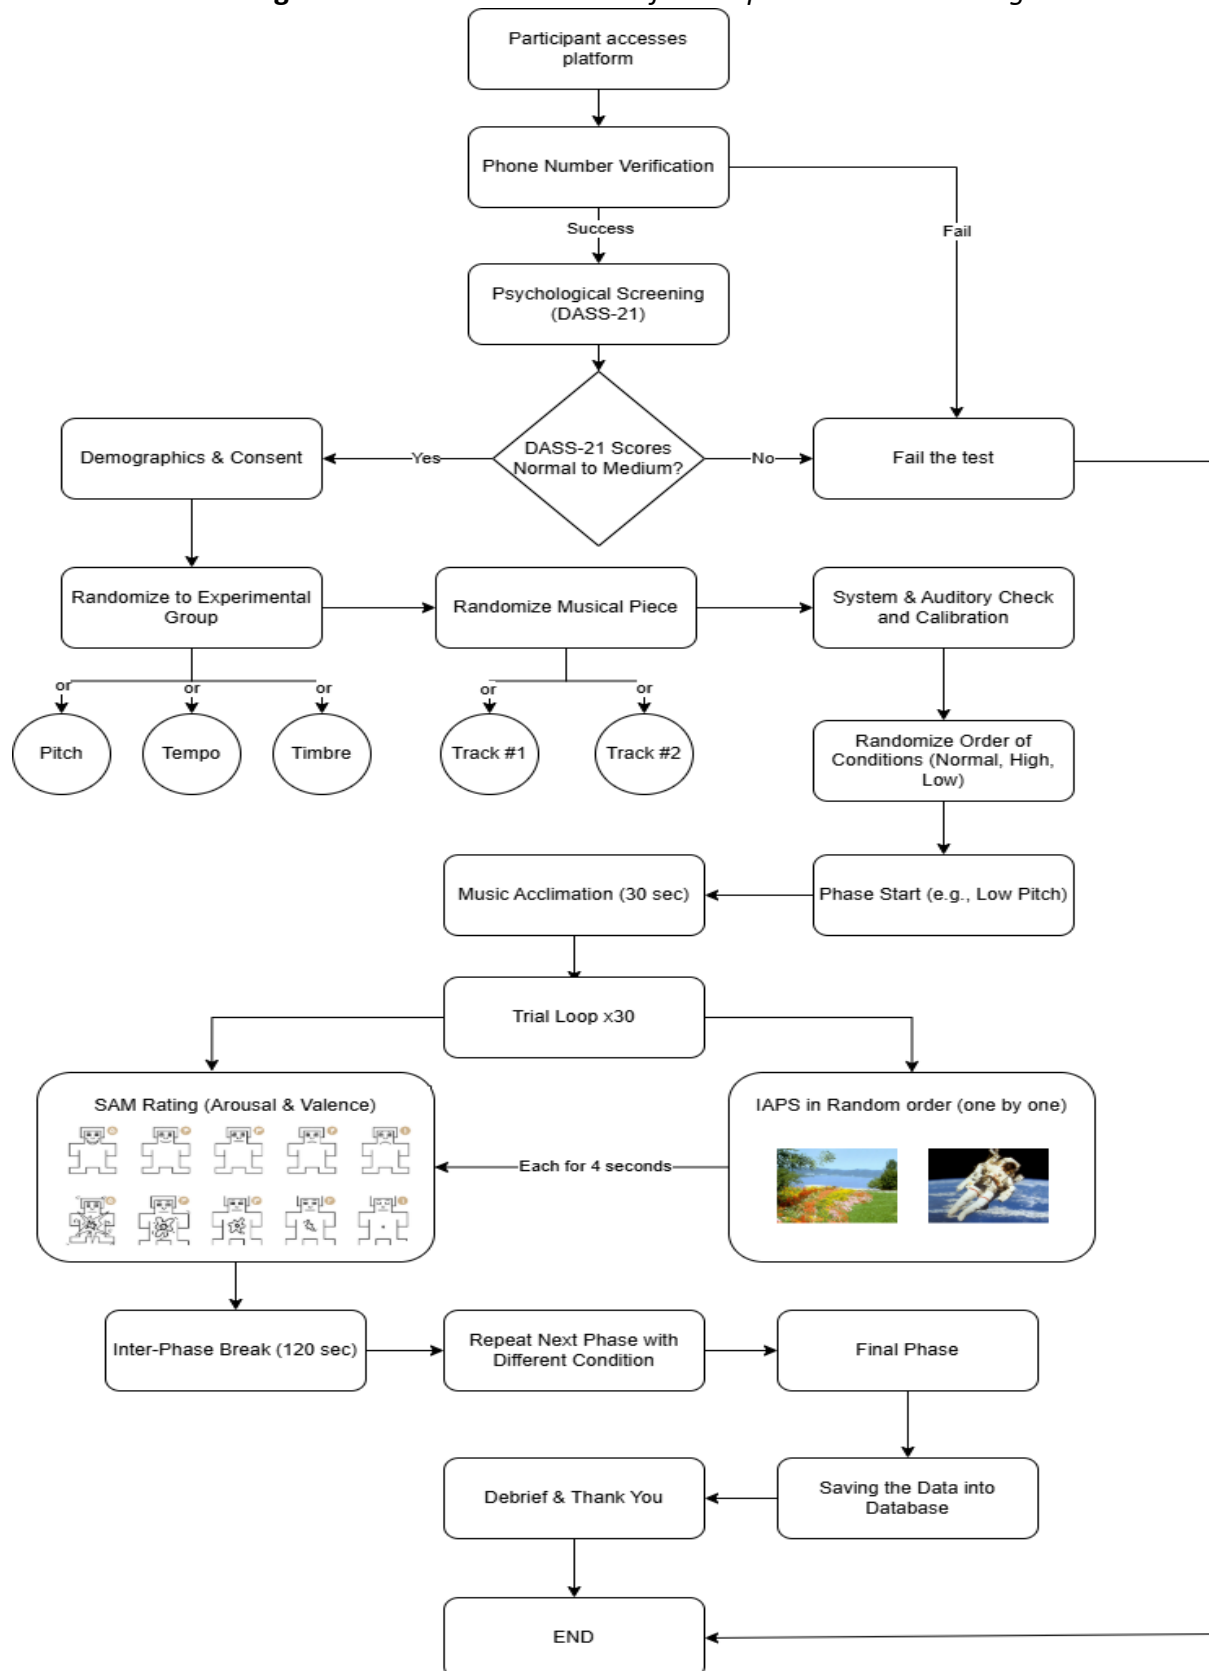 Participant accesses
platform
Phone Number Verification
Success
Fail
Psychological Screening
(DASS-21)
DASS-21 Scores
Normal to Medium?
Yes
No
Demographics & Consent
Fail the test
Randomize to Experimental
Group
Randomize Musical Piece
System & Auditory Check
and Calibration
or
or
or
or
or
Pitch
Tempo
Timbre
Track #1
Track #2
Randomize Order of
Conditions (Normal, High,
Low)
Music Acclimation (30 sec)
Phase Start (e.g., Low Pitch)
Trial Loop x30
SAM Rating (Arousal & Valence)
IAPS in Random order (one by one)
Each for 4 seconds
Inter-Phase Break (120 sec)
Repeat Next Phase with
Different Condition
Final Phase
Debrief & Thank You
Saving the Data into
Database
END